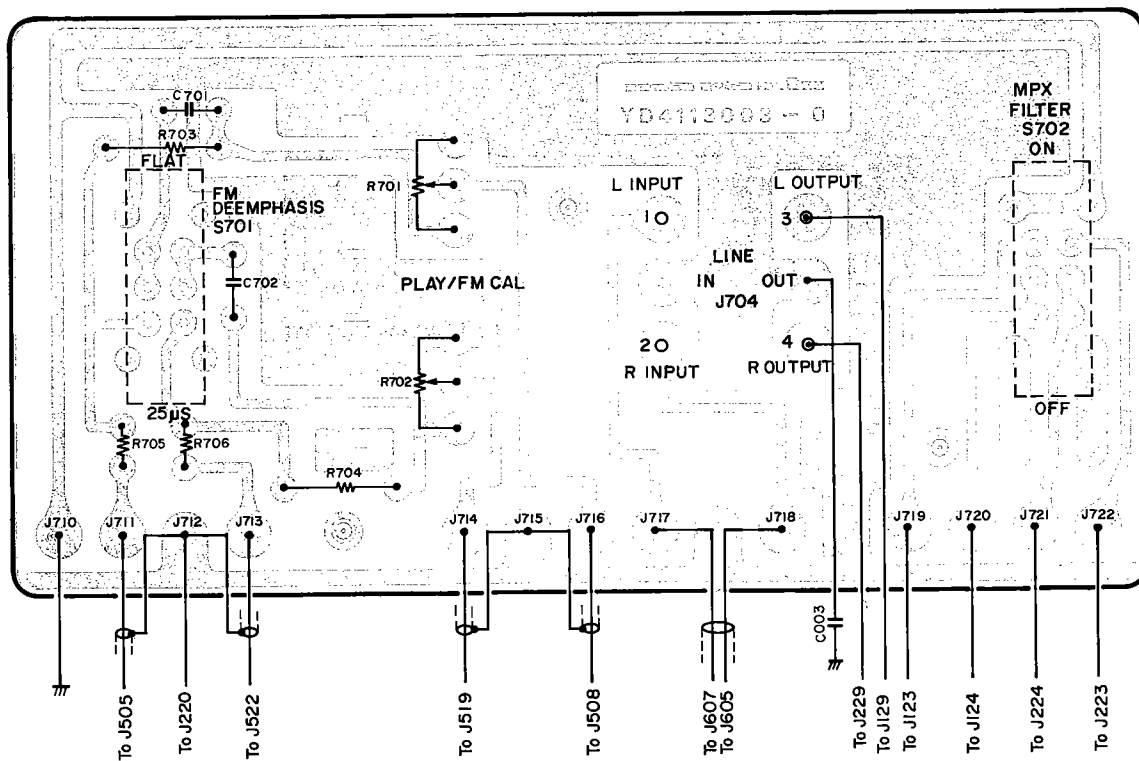 C701
R703
FLAT
FM
DEEMPHASIS
S701
C702
25µS
R705
R706
R704
R701
PLAY/FM CAL
R702
YD4113003-0
L INPUT
L OUTPUT
1
3
LINE
IN OUT
J704
2
4
R INPUT
R OUTPUT
MPX
FILTER
S702
ON
OFF
J710
J711
J712
J713
J714
J715
J716
J717
J718
J719
J720
J721
J722
C003
To J505
To J220
To J522
To J519
To J508
To J607
To J605
To J229
To J129
To J123
To J124
To J224
To J223